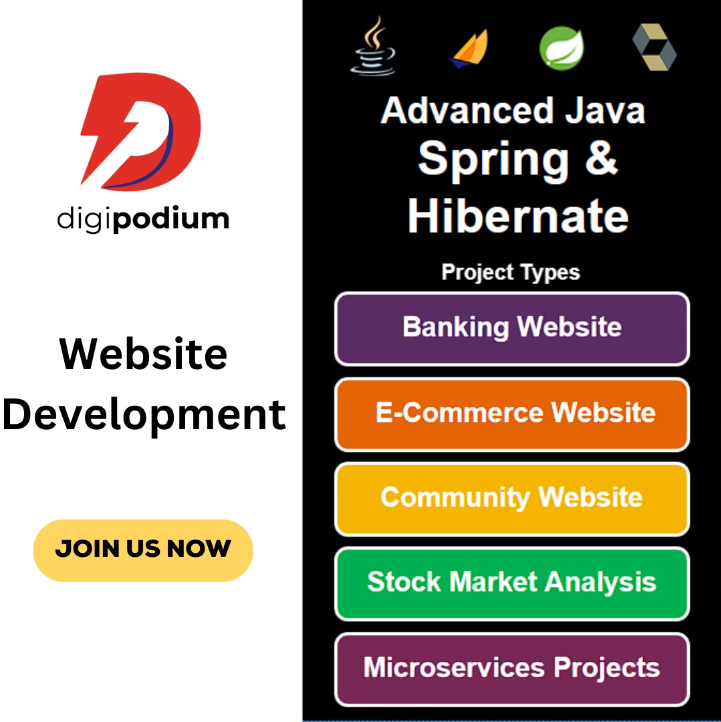 digipodium
Website
Development
JOIN US NOW
Advanced Java
Spring &
Hibernate
Project Types
Banking Website
E-Commerce Website
Community Website
Stock Market Analysis
Microservices Projects